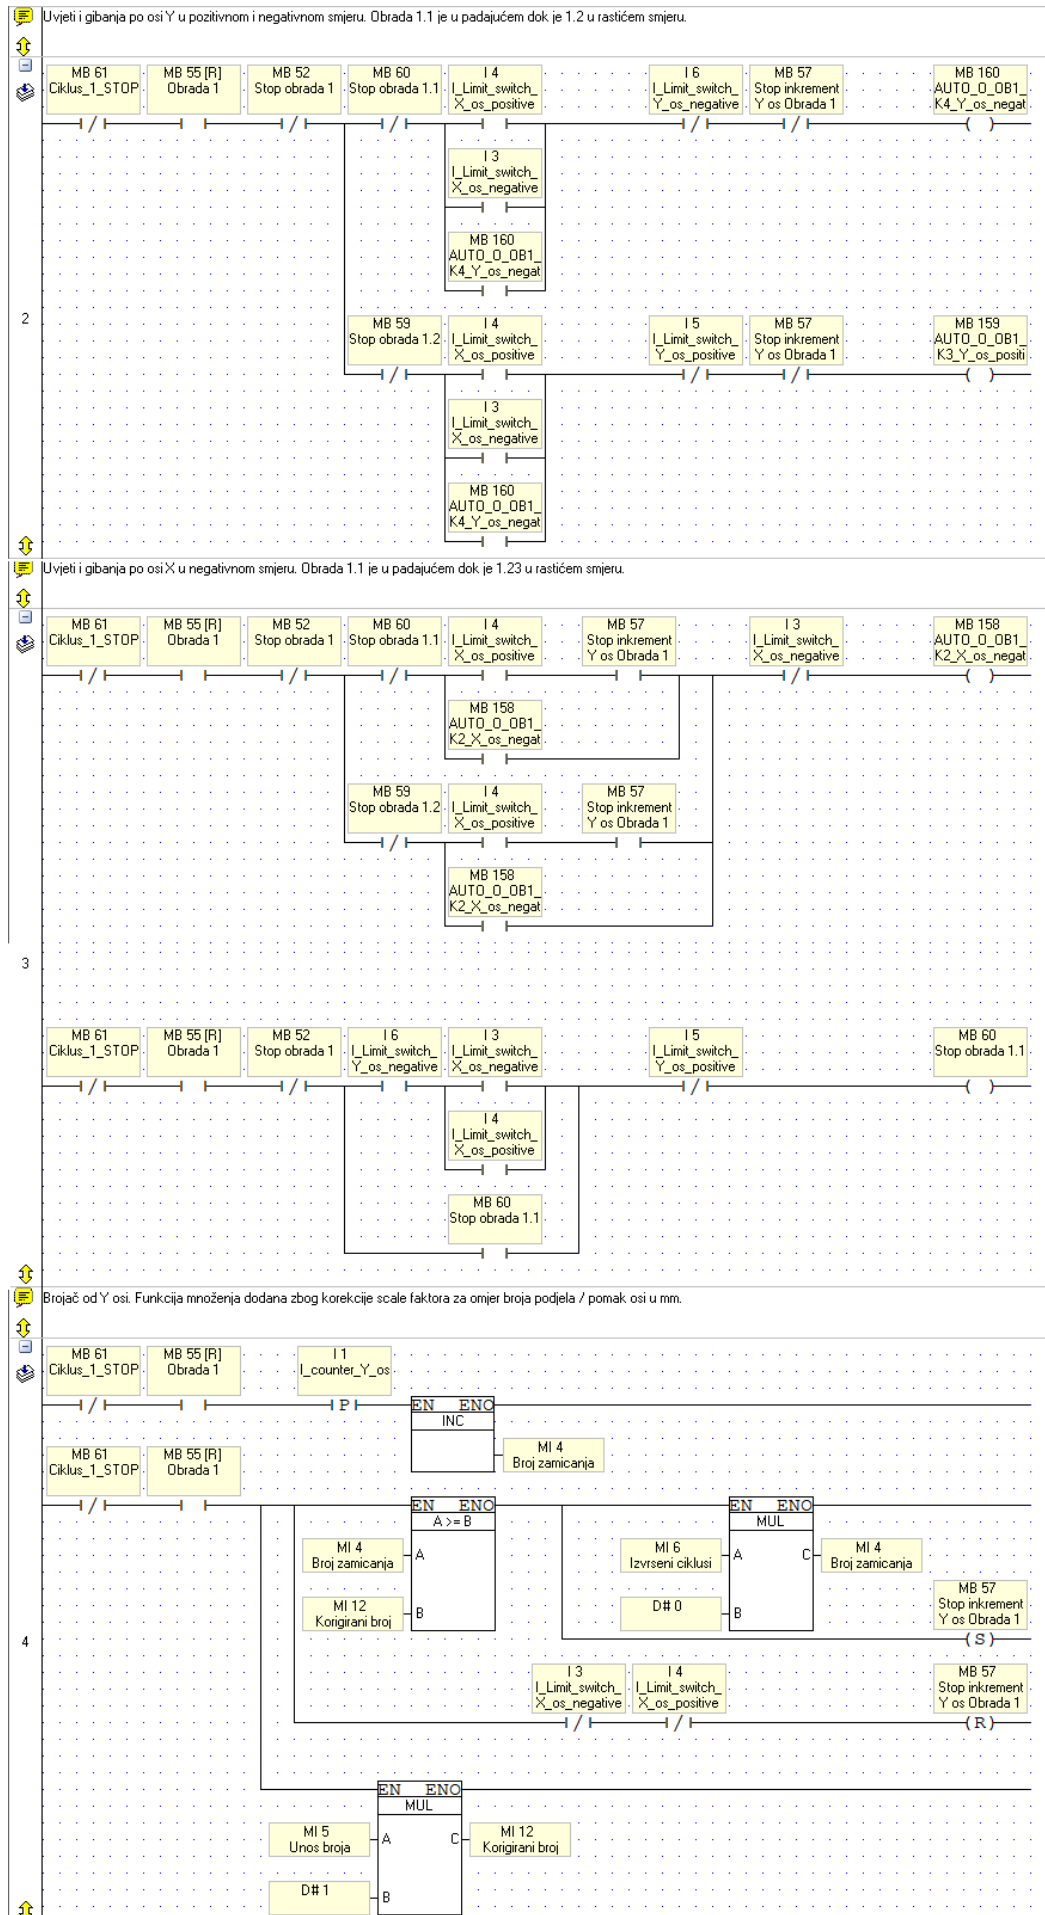 Uvjeti i gibanja po osi Y u pozitivnom i negativnom smjeru. Obrada 1.1 je u padajućem dok je 1.2 u rastićem smjeru.
MB 61
Ciklus_1_STOP
MB 55 [R]
Obrada 1
MB 52
Stop obrada 1
MB 60
Stop obrada 1.1
I 4
I_Limit_switch_
X_os_positive
I 6
I_Limit_switch_
Y_os_negative
MB 57
Stop inkrement
Y os Obrada 1
MB 160
AUTO_O_OB1_
K4_Y_os_negat
I 3
I_Limit_switch_
X_os_negative
MB 160
AUTO_O_OB1_
K4_Y_os_negat
2
MB 59
Stop obrada 1.2
I 4
I_Limit_switch_
X_os_positive
I 5
I_Limit_switch_
Y_os_positive
MB 57
Stop inkrement
Y os Obrada 1
MB 159
AUTO_O_OB1_
K3_Y_os_positi
I 3
I_Limit_switch_
X_os_negative
MB 160
AUTO_O_OB1_
K4_Y_os_negat
Uvjeti i gibanja po osi X u negativnom smjeru. Obrada 1.1 je u padajućem dok je 1.23 u rastićem smjeru.
MB 61
Ciklus_1_STOP
MB 55 [R]
Obrada 1
MB 52
Stop obrada 1
MB 60
Stop obrada 1.1
I 4
I_Limit_switch_
X_os_positive
MB 57
Stop inkrement
Y os Obrada 1
I 3
I_Limit_switch_
X_os_negative
MB 158
AUTO_O_OB1_
K2_X_os_negat
MB 158
AUTO_O_OB1_
K2_X_os_negat
MB 59
Stop obrada 1.2
I 4
I_Limit_switch_
X_os_positive
MB 57
Stop inkrement
Y os Obrada 1
MB 158
AUTO_O_OB1_
K2_X_os_negat
3
MB 61
Ciklus_1_STOP
MB 55 [R]
Obrada 1
MB 52
Stop obrada 1
I 6
I_Limit_switch_
Y_os_negative
I 3
I_Limit_switch_
X_os_negative
I 5
I_Limit_switch_
Y_os_positive
MB 60
Stop obrada 1.1
I 4
I_Limit_switch_
X_os_positive
MB 60
Stop obrada 1.1
Brojač od Y osi. Funkcija množenja dodana zbog korekcije scale faktora za omjer broja podjela / pomak osi u mm.
MB 61
Ciklus_1_STOP
MB 55 [R]
Obrada 1
I 1
I_counter_Y_os
P
EN ENO
INC
MI 4
Broj zamicanja
MB 61
Ciklus_1_STOP
MB 55 [R]
Obrada 1
EN ENO
A >= B
MI 4
Broj zamicanja
A
MI 12
Korigirani broj
B
EN ENO
MUL
MI 6
Izvrseni ciklusi
A
C
MI 4
Broj zamicanja
D# 0
B
MB 57
Stop inkrement
Y os Obrada 1
(S)
4
I 3
I_Limit_switch_
X_os_negative
I 4
I_Limit_switch_
X_os_positive
MB 57
Stop inkrement
Y os Obrada 1
(R)
EN ENO
MUL
MI 5
Unos broja
A
C
MI 12
Korigirani broj
D# 1
B